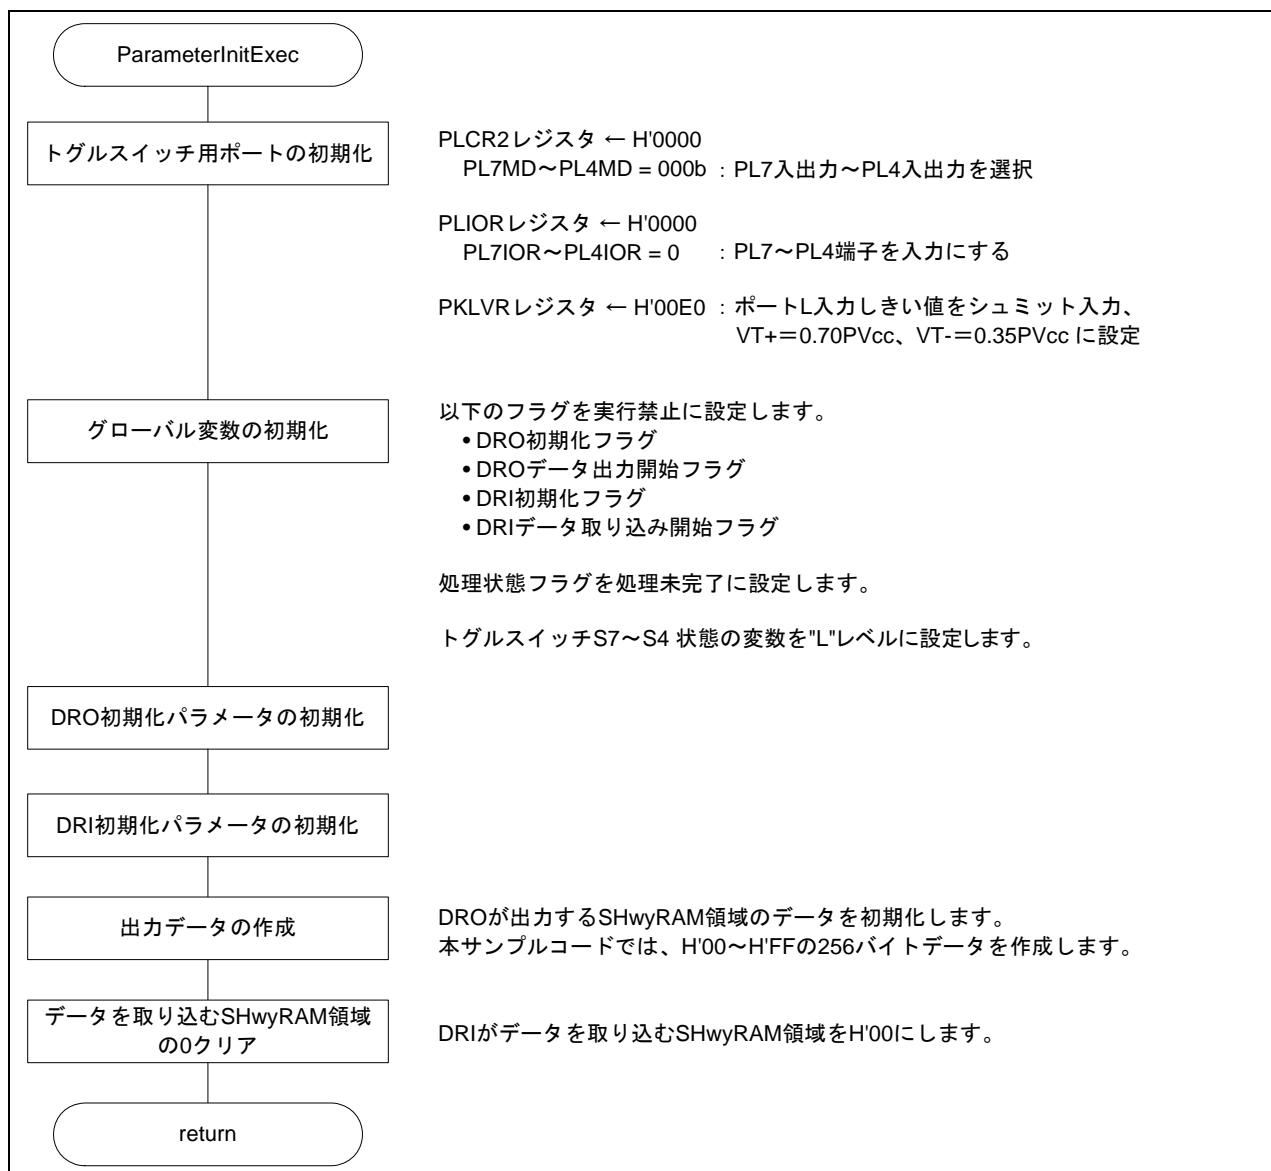 ParameterInitExec
トグルスイッチ用ポートの初期化
PLCR2レジスタ ← H'0000
PL7MD～PL4MD = 000b : PL7入出力～PL4入出力を選択
PLIORレジスタ ← H'0000
PL7IOR～PL4IOR = 0 : PL7～PL4端子を入力にする
PKLVRレジスタ ← H'00E0 : ポートL入力しきい値をシュミット入力、
VT+＝0.70PVcc、VT-＝0.35PVcc に設定
グローバル変数の初期化
以下のフラグを実行禁止に設定します。
•DRO初期化フラグ
•DROデータ出力開始フラグ
•DRI初期化フラグ
•DRIデータ取り込み開始フラグ
処理状態フラグを処理未完了に設定します。
トグルスイッチS7～S4 状態の変数を"L"レベルに設定します。
DRO初期化パラメータの初期化
DRI初期化パラメータの初期化
出力データの作成
DROが出力するSHwyRAM領域のデータを初期化します。
本サンプルコードでは、H'00～H'FFの256バイトデータを作成します。
データを取り込むSHwyRAM領域
の0クリア
DRIがデータを取り込むSHwyRAM領域をH'00にします。
return